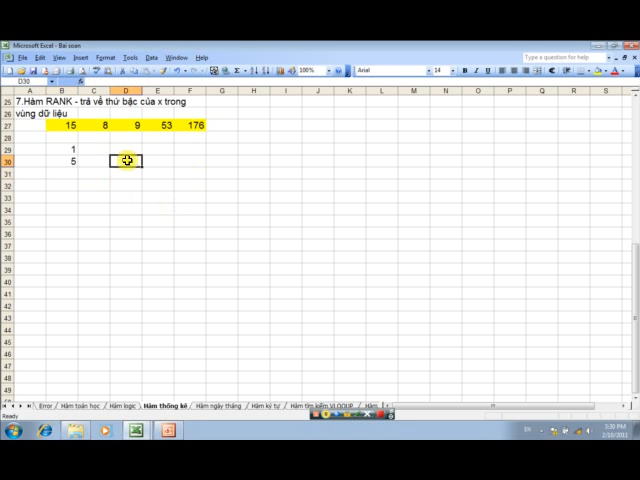 Microsoft Excel - Bai soan
File Edit View Insert Format Tools Data Window Help
Type a question for help
100%
Arial
14
D30
fx
A B C D E F G H I J K L M N O P Q R S
25 7.Hàm RANK - trả về thứ bậc của x trong
26 vùng dữ liệu
27 15 8 9 53 176
28
29 1
30 5
31
32
33
34
35
36
37
38
39
40
41
42
43
44
45
46
47
48
49
50
Error / Hàm toán học / Hàm logic / Hàm thống kê / Hàm ngày tháng / Hàm ký tự / Hàm tìm kiếm VLOOUP / Hàm
Ready
EN
3:30 PM
2/16/2011